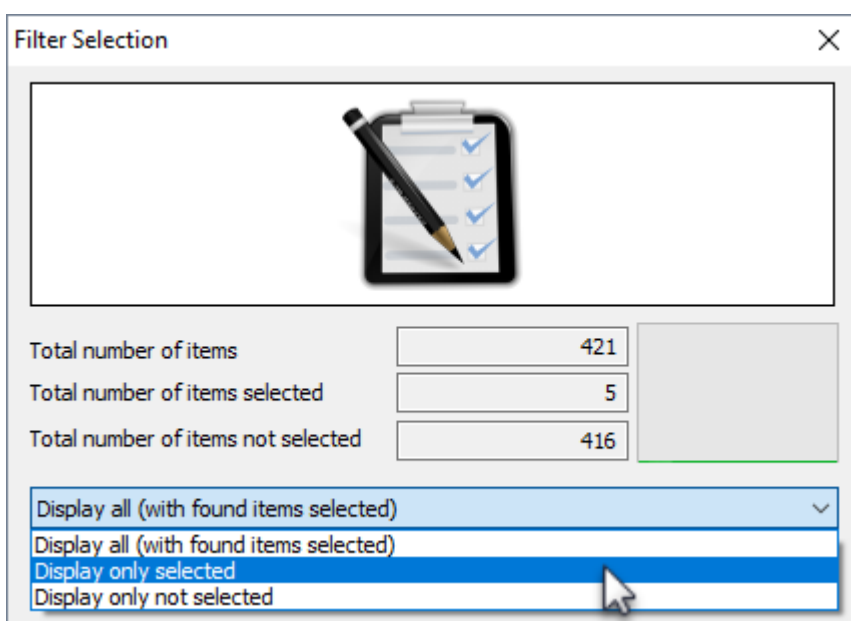 Filter Selection
Total number of items 421
Total number of items selected 5
Total number of items not selected 416
Display all (with found items selected)
Display all (with found items selected)
Display only selected
Display only not selected